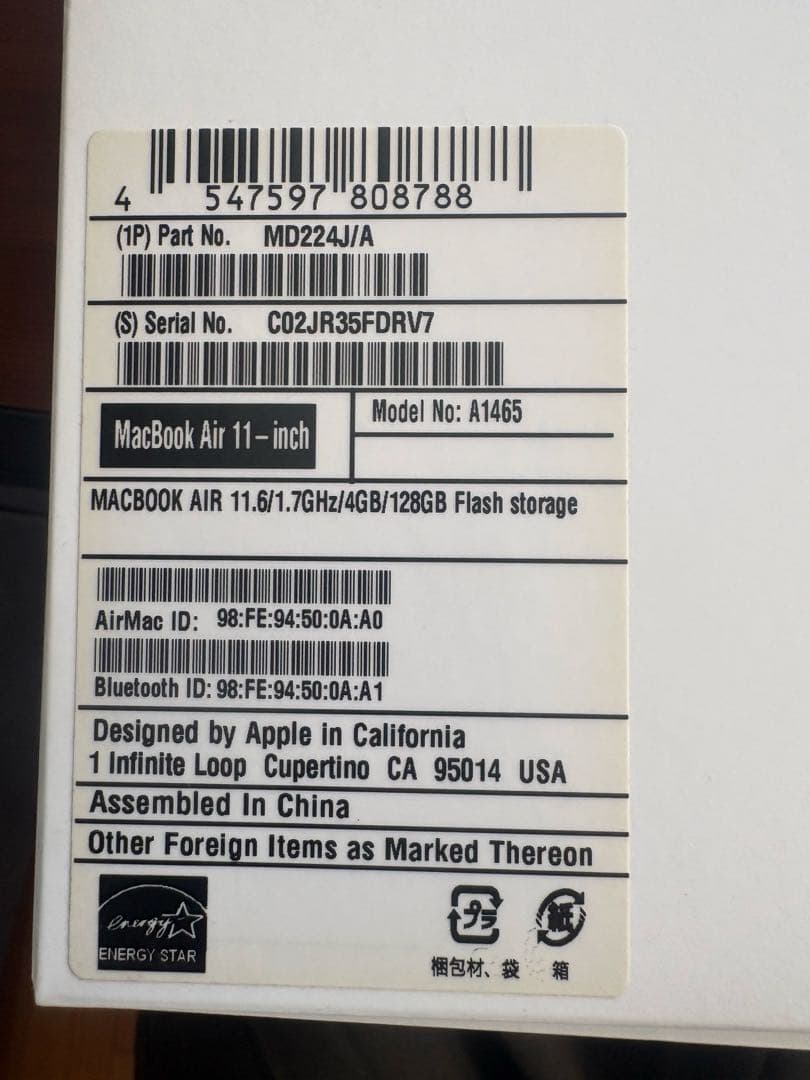 4 547597 808788
(1P) Part No. MD224J/A
(S) Serial No. C02JR35FDRV7
MacBook Air 11-inch
Model No: A1465
MACBOOK AIR 11.6/1.7GHz/4GB/128GB Flash storage
AirMac ID: 98:FE:94:50:0A:A0
Bluetooth ID: 98:FE:94:50:0A:A1
Designed by Apple in California
1 Infinite Loop Cupertino CA 95014 USA
Assembled In China
Other Foreign Items as Marked Thereon
energy
ENERGY STAR
プラ 紙
梱包材、袋 箱